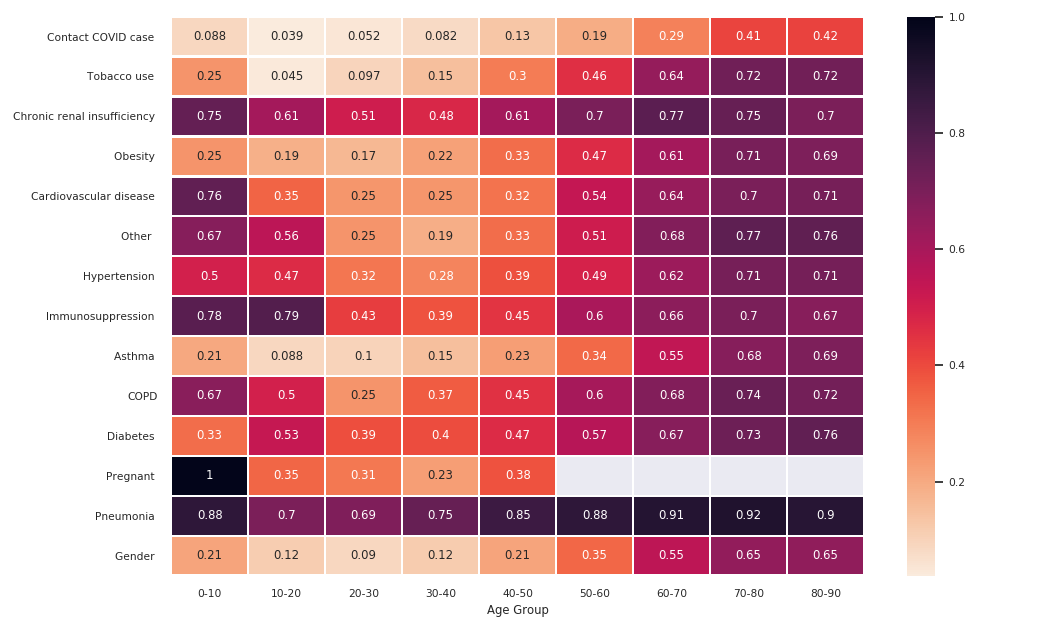 Contact COVID case 0.088 0.039 0.052 0.082 0.13 0.19 0.29 0.41 0.42
Tobacco use 0.25 0.045 0.097 0.15 0.3 0.46 0.64 0.72 0.72
Chronic renal insufficiency 0.75 0.61 0.51 0.48 0.61 0.7 0.77 0.75 0.7
Obesity 0.25 0.19 0.17 0.22 0.33 0.47 0.61 0.71 0.69
Cardiovascular disease 0.76 0.35 0.25 0.25 0.32 0.54 0.64 0.7 0.71
Other 0.67 0.56 0.25 0.19 0.33 0.51 0.68 0.77 0.76
Hypertension 0.5 0.47 0.32 0.28 0.39 0.49 0.62 0.71 0.71
Immunosuppression 0.78 0.79 0.43 0.39 0.45 0.6 0.66 0.7 0.67
Asthma 0.21 0.088 0.1 0.15 0.23 0.34 0.55 0.68 0.69
COPD 0.67 0.5 0.25 0.37 0.45 0.6 0.68 0.74 0.72
Diabetes 0.33 0.53 0.39 0.4 0.47 0.57 0.67 0.73 0.76
Pregnant 1 0.35 0.31 0.23 0.38
Pneumonia 0.88 0.7 0.69 0.75 0.85 0.88 0.91 0.92 0.9
Gender 0.21 0.12 0.09 0.12 0.21 0.35 0.55 0.65 0.65
0-10 10-20 20-30 30-40 40-50 50-60 60-70 70-80 80-90
Age Group
1.0
0.8
0.6
0.4
0.2